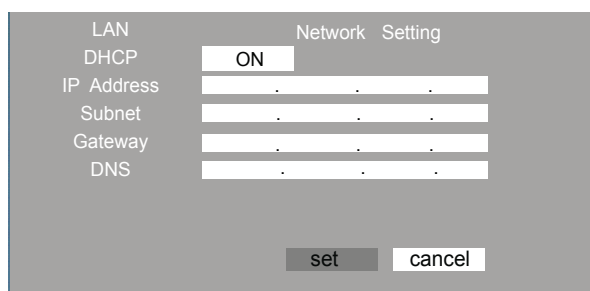 LAN Network Setting
DHCP ON
IP Address . . .
Subnet . . .
Gateway . . .
DNS . . .
set cancel